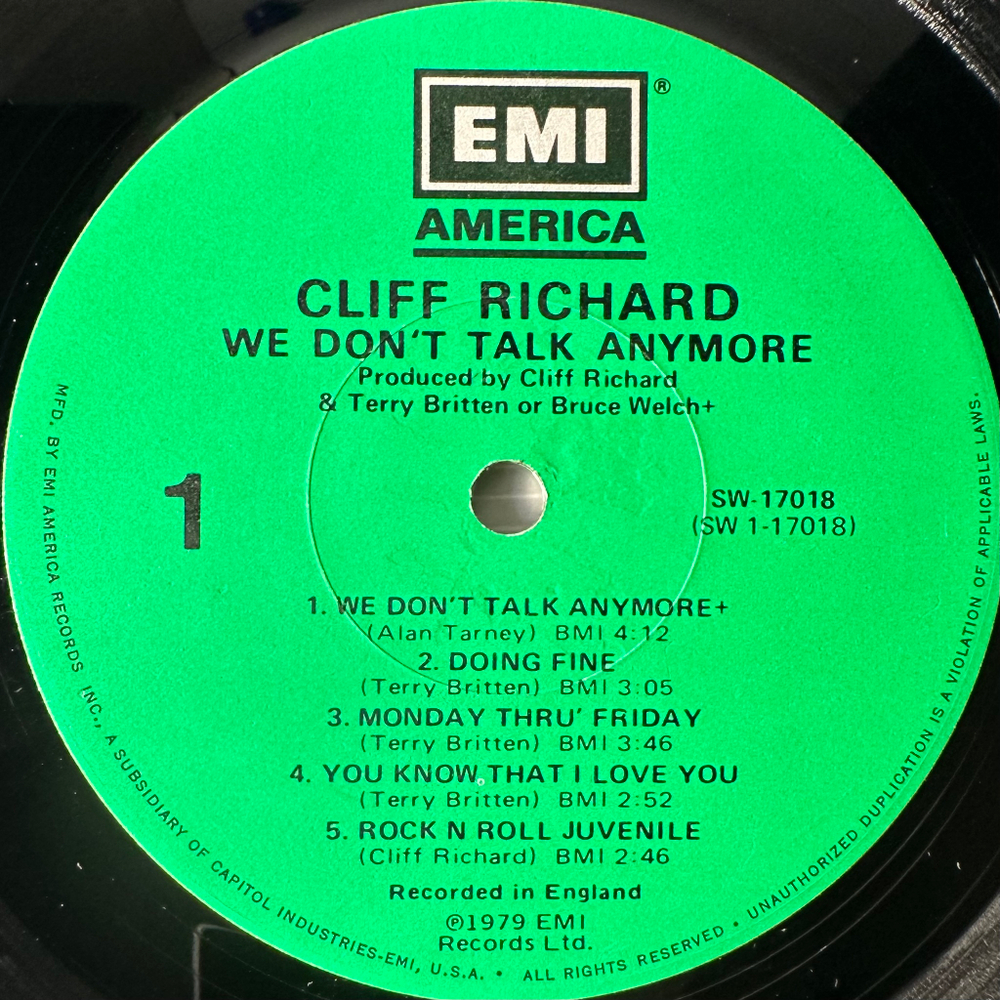 EMI ®
AMERICA
CLIFF RICHARD
WE DON'T TALK ANYMORE
Produced by Cliff Richard
& Terry Britten or Bruce Welch+
1
SW-17018
(SW 1-17018)
1. WE DON'T TALK ANYMORE+
(Alan Tarney) BMI 4:12
2. DOING FINE
(Terry Britten) BMI 3:05
3. MONDAY THRU' FRIDAY
(Terry Britten) BMI 3:46
4. YOU KNOW THAT I LOVE YOU
(Terry Britten) BMI 2:52
5. ROCK N ROLL JUVENILE
(Cliff Richard) BMI 2:46
Recorded in England
℗1979 EMI
Records Ltd.
MFD. BY EMI AMERICA RECORDS INC., A SUBSIDIARY OF CAPITOL INDUSTRIES-EMI, U.S.A. • ALL RIGHTS RESERVED • UNAUTHORIZED DUPLICATION IS A VIOLATION OF APPLICABLE LAWS.